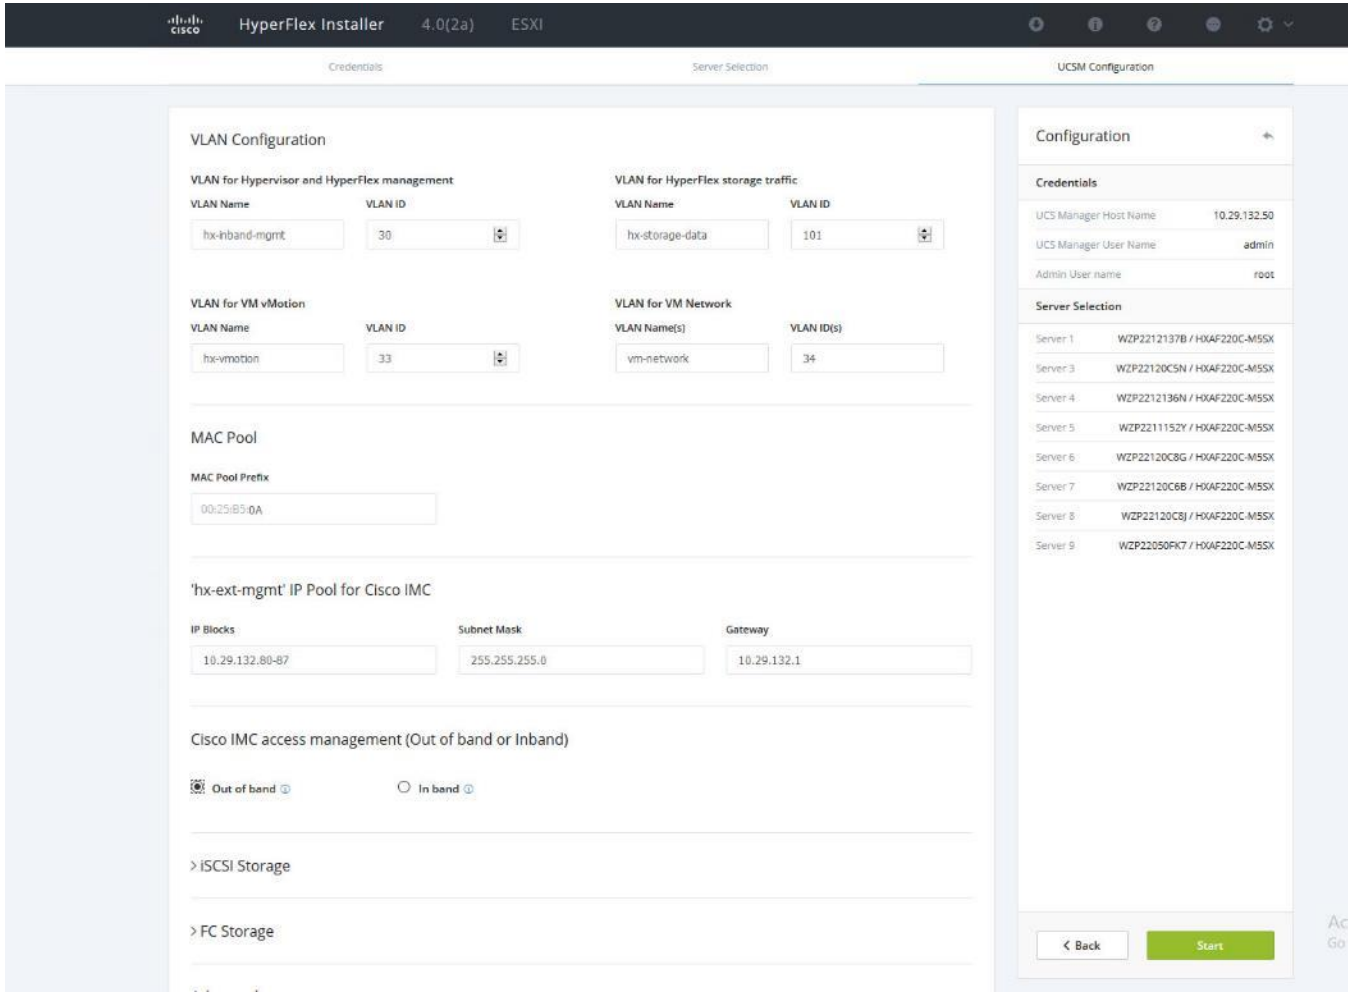 cisco HyperFlex Installer 4.0(2a) ESXI
Credentials Server Selection UCSM Configuration
VLAN Configuration
VLAN for Hypervisor and HyperFlex management VLAN for HyperFlex storage traffic
VLAN Name VLAN ID VLAN Name VLAN ID
hx-inband-mgmt 30 hx-storage-data 101
VLAN for VM vMotion VLAN for VM Network
VLAN Name VLAN ID VLAN Name(s) VLAN ID(s)
hx-vmotion 33 vm-network 34
MAC Pool
MAC Pool Prefix
00:25:B5:0A
'hx-ext-mgmt' IP Pool for Cisco IMC
IP Blocks Subnet Mask Gateway
10.29.132.80-87 255.255.255.0 10.29.132.1
Cisco IMC access management (Out of band or Inband)
Out of band In band
> iSCSI Storage
> FC Storage
Configuration
Credentials
UCS Manager Host Name 10.29.132.50
UCS Manager User Name admin
Admin User name root
Server Selection
Server 1 WZP2212137B / HXAF220C-M5SX
Server 3 WZP22120C5N / HXAF220C-M5SX
Server 4 WZP2212136N / HXAF220C-M5SX
Server 5 WZP2211152Y / HXAF220C-M5SX
Server 6 WZP22120C8G / HXAF220C-M5SX
Server 7 WZP22120C6B / HXAF220C-M5SX
Server 8 WZP22120C8J / HXAF220C-M5SX
Server 9 WZP22050FK7 / HXAF220C-M5SX
< Back Start
Ac
Go